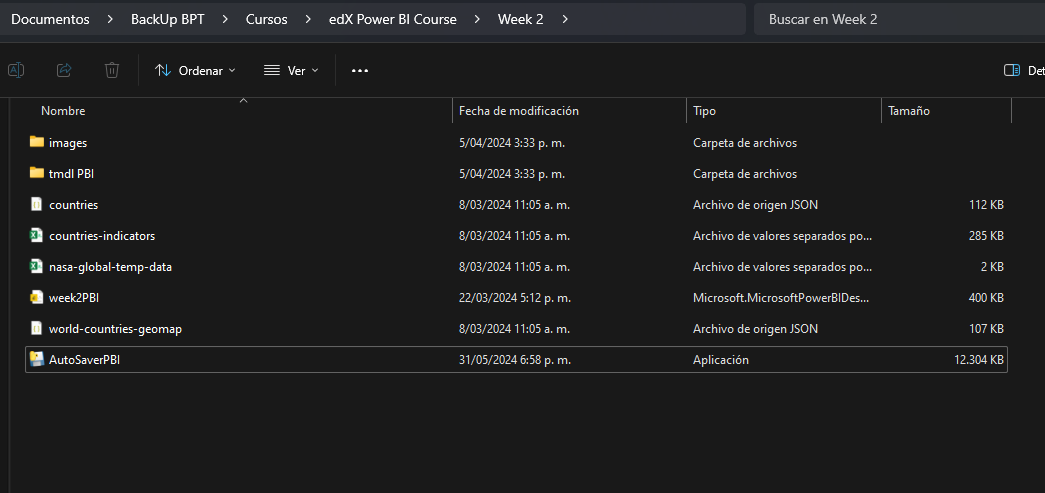 Documentos > BackUp BPT > Cursos > edX Power BI Course > Week 2 > Buscar en Week 2
Ordenar Ver ... Det
Nombre Fecha de modificación Tipo Tamaño
images 5/04/2024 3:33 p. m. Carpeta de archivos
tmdl PBI 5/04/2024 3:33 p. m. Carpeta de archivos
countries 8/03/2024 11:05 a. m. Archivo de origen JSON 112 KB
countries-indicators 8/03/2024 11:05 a. m. Archivo de valores separados po... 285 KB
nasa-global-temp-data 8/03/2024 11:05 a. m. Archivo de valores separados po... 2 KB
week2PBI 22/03/2024 5:12 p. m. Microsoft.MicrosoftPowerBIDes... 400 KB
world-countries-geomap 8/03/2024 11:05 a. m. Archivo de origen JSON 107 KB
AutoSaverPBI 31/05/2024 6:58 p. m. Aplicación 12.304 KB